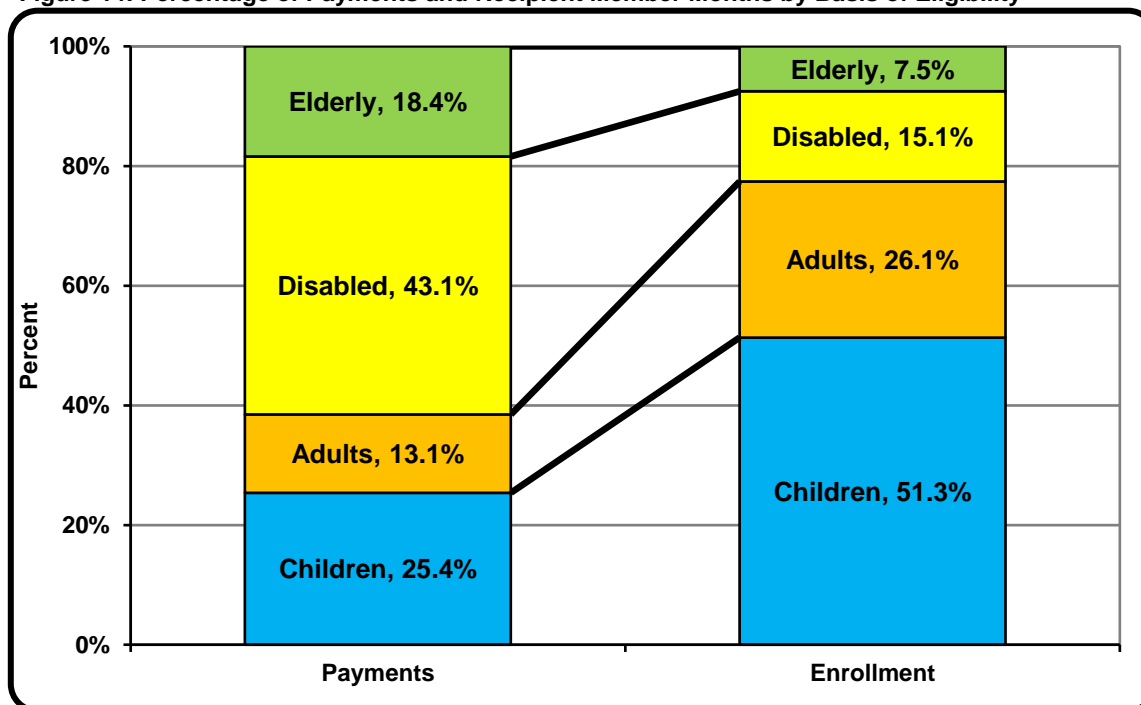 100%
80%
60%
40%
20%
0%
Percent
Elderly, 18.4%
Disabled, 43.1%
Adults, 13.1%
Children, 25.4%
Elderly, 7.5%
Disabled, 15.1%
Adults, 26.1%
Children, 51.3%
Payments
Enrollment